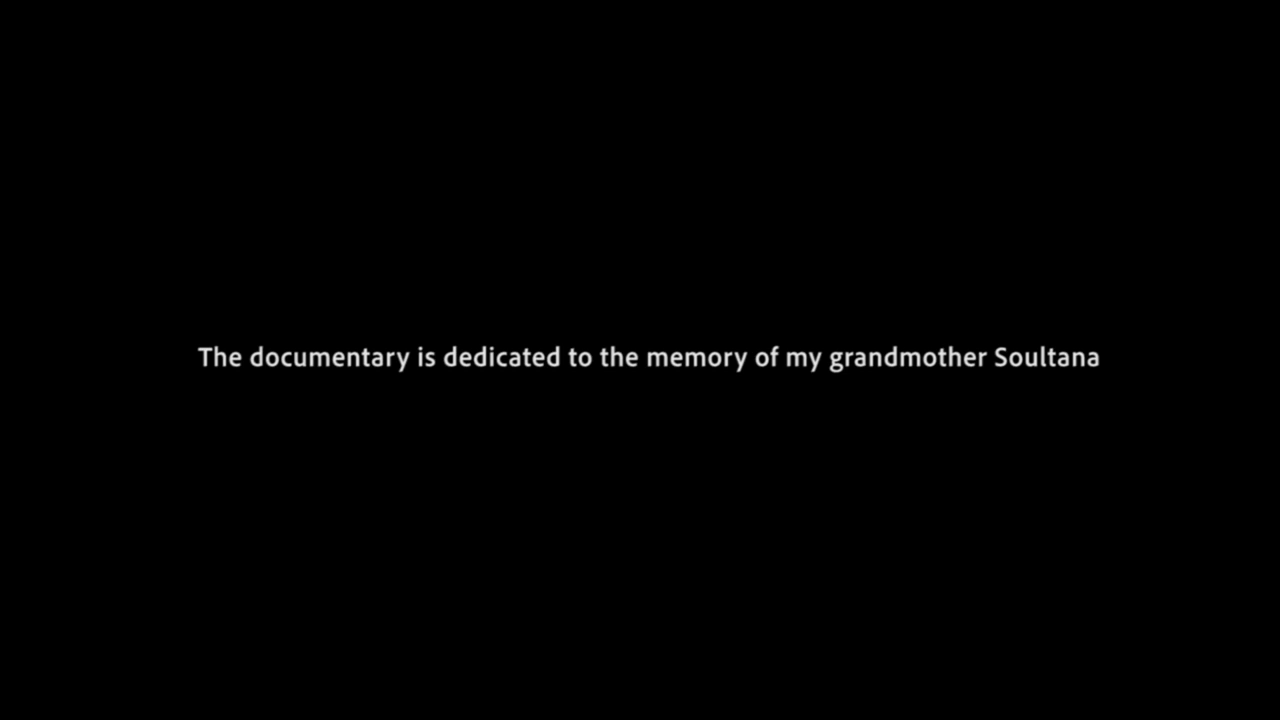 The documentary is dedicated to the memory of my grandmother Soultana